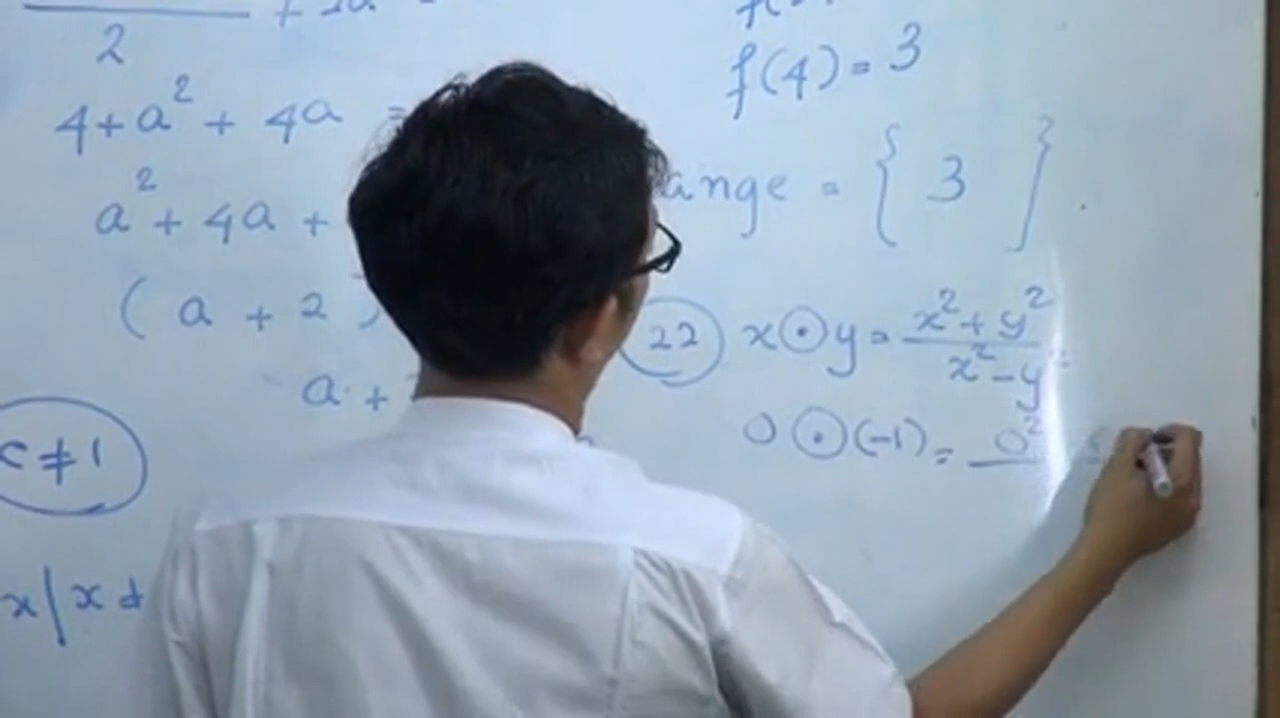 2
4+a² + 4a =
a² + 4a +
( a + 2
a +
c ≠ 1
x | x ≠
f(4) = 3
ange = { 3 }
22 x ⊙ y = x² + y² / x² - y²
0 ⊙ (-1) = 0²